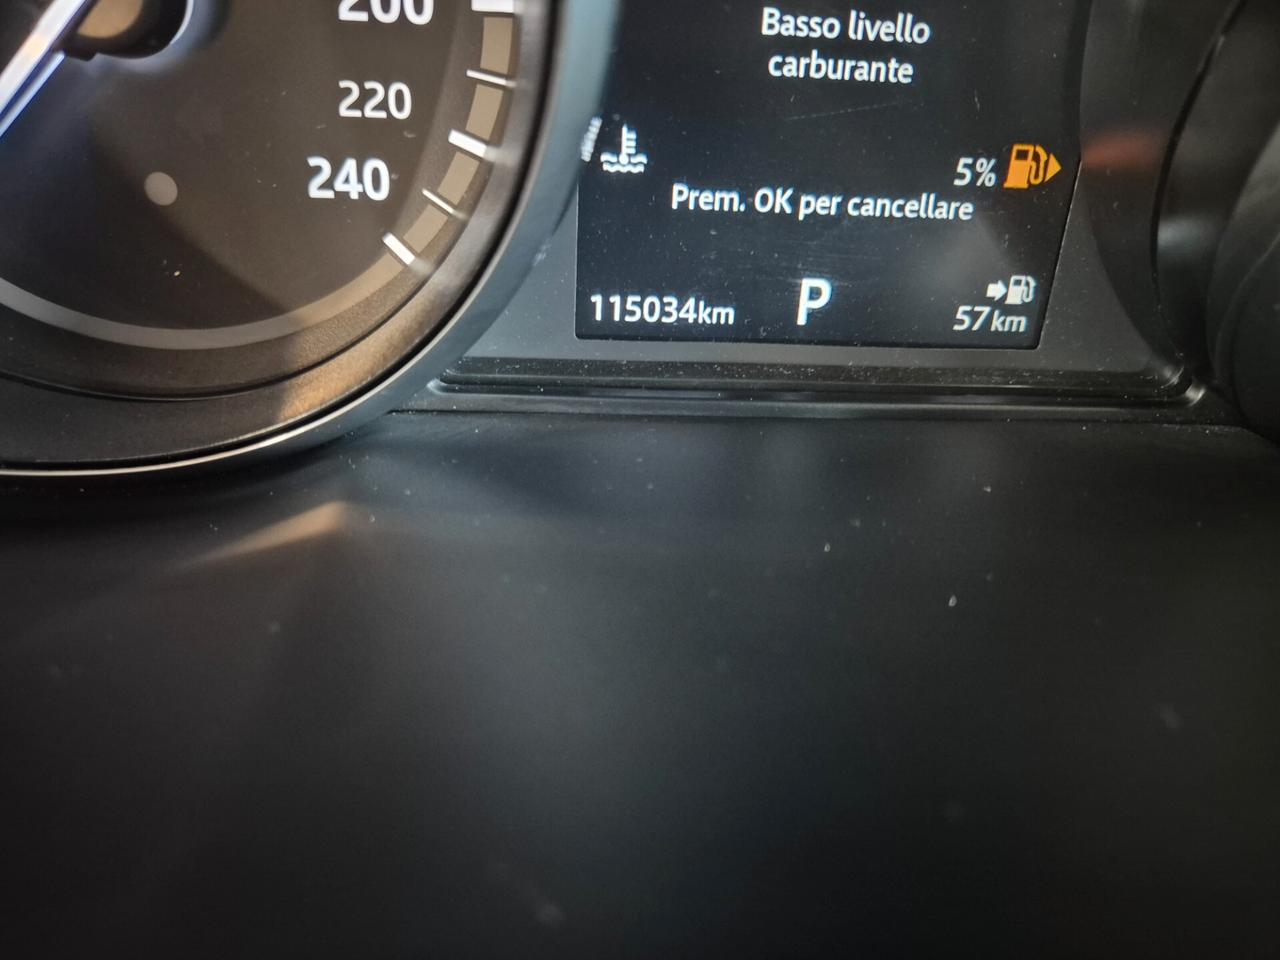 200
220
240
Basso livello
carburante
5%
Prem. OK per cancellare
115034km
P
57km